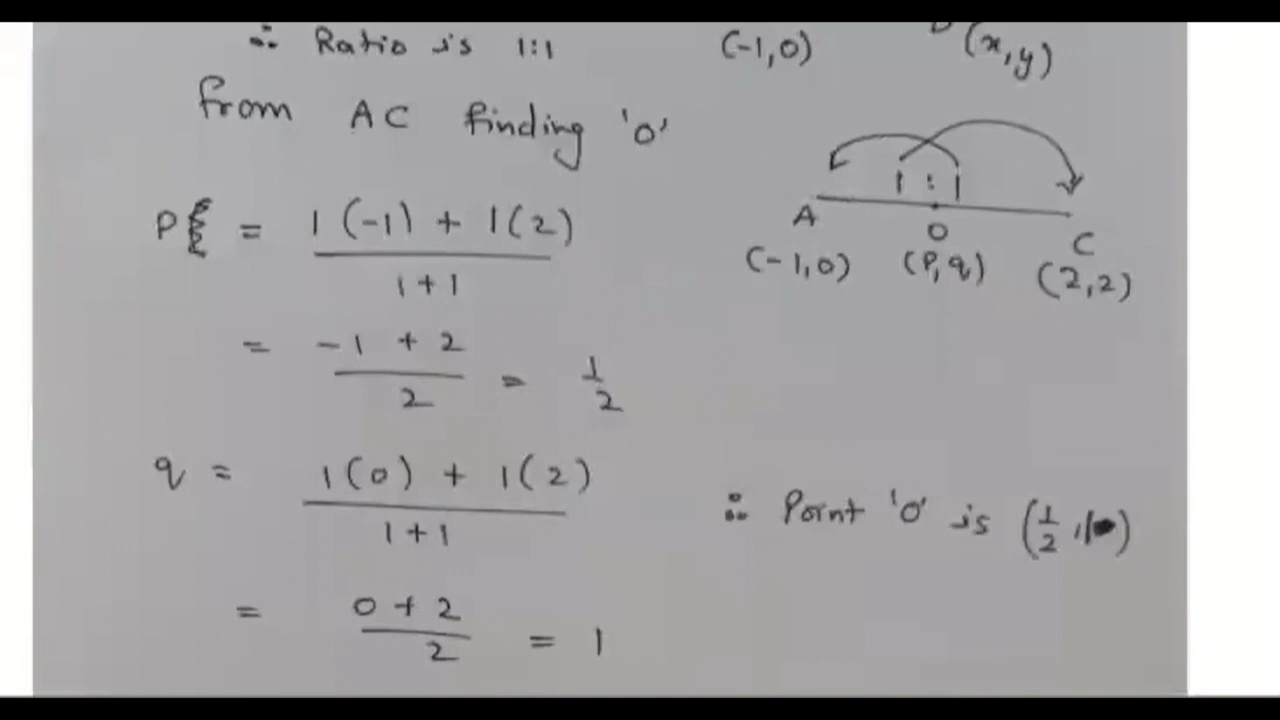 ∴ Ratio is 1:1
(-1,0) D(x,y)
from AC finding 'O'
1 : 1
A O C
(-1,0) (P,q) (2,2)
P = 1(-1) + 1(2)
1+1
= -1 + 2
2
= 1
2
q = 1(0) + 1(2)
1+1
= 0+2
2
= 1
∴ Point 'O' is (1/2, 1)